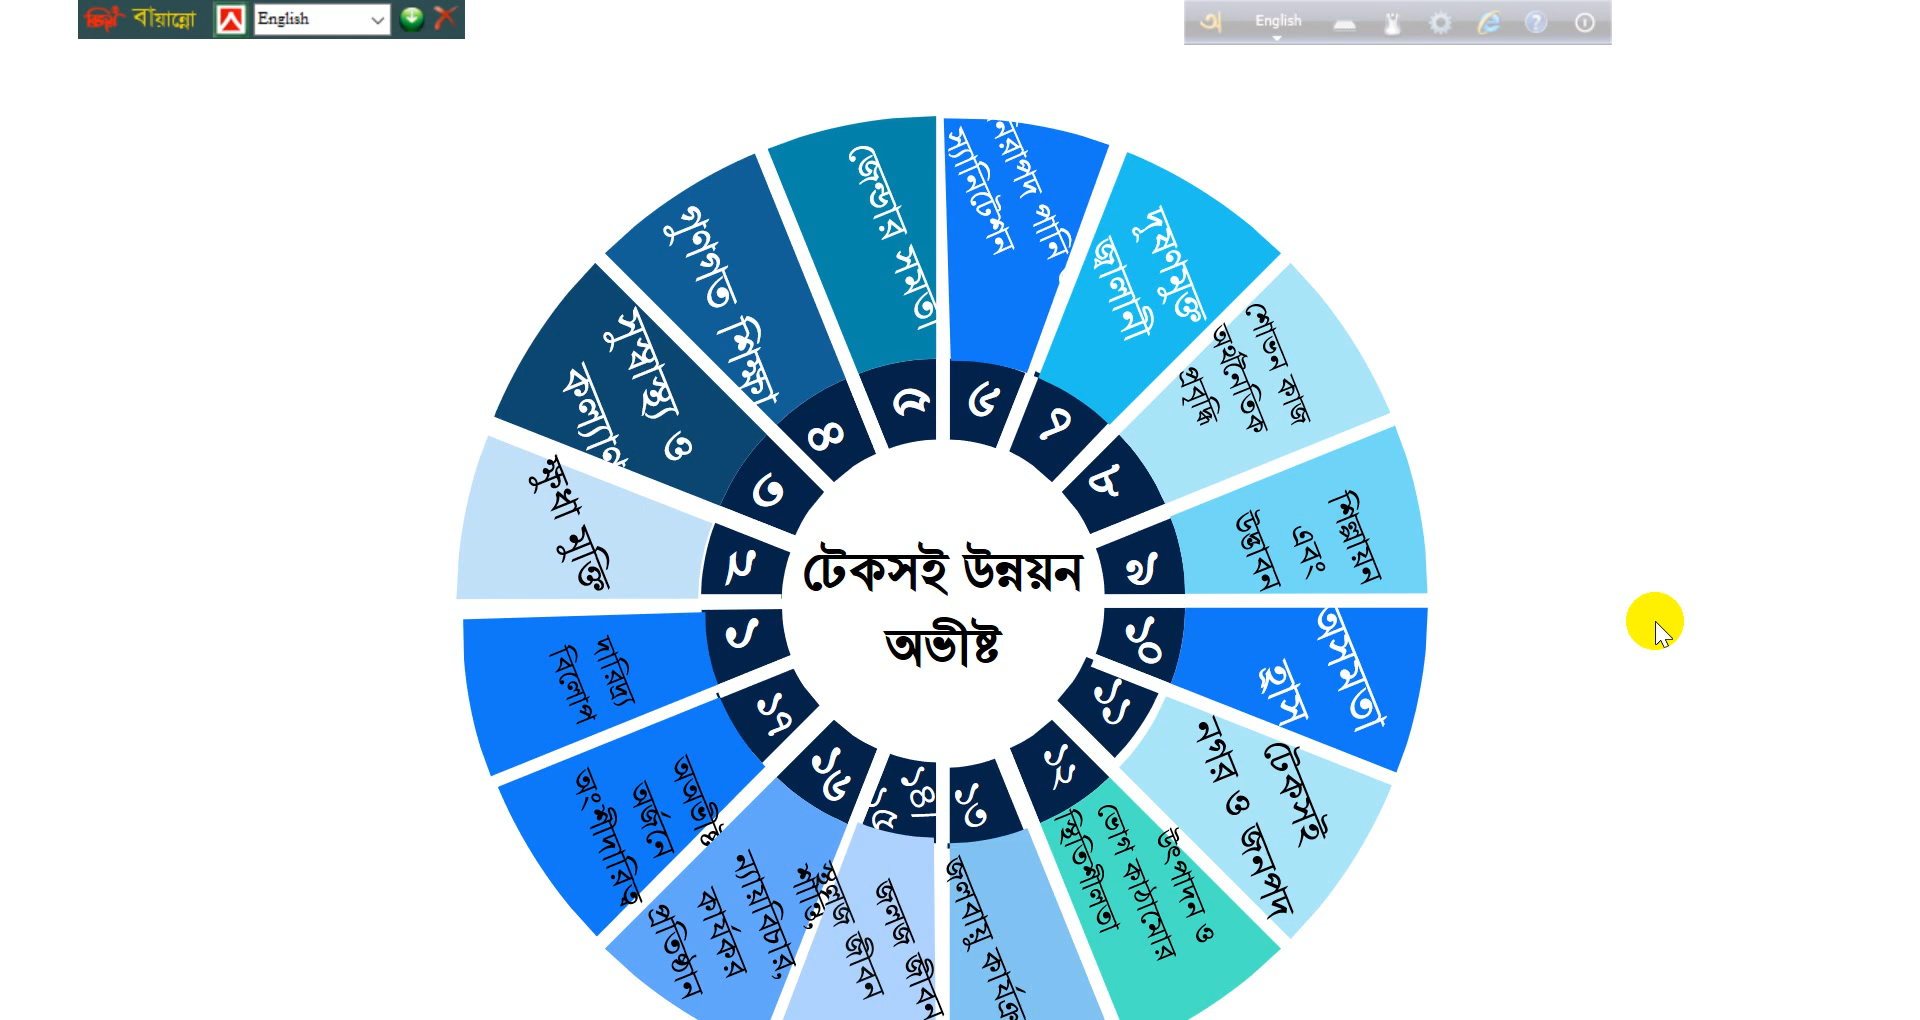 বায়ান্নো
English
অ
English
টেকসই উন্নয়ন
অভীষ্ট
১
দারিদ্র্য
বিলোপ
২
ক্ষুধা মুক্তি
৩
সুস্বাস্থ্য ও
কল্যাণ
৪
গুণগত শিক্ষা
৫
জেন্ডার সমতা
৬
নিরাপদ পানি
স্যানিটেশন
৭
দূষণমুক্ত
জ্বালানী
৮
শোভন কাজ
অর্থনৈতিক
প্রবৃদ্ধি
৯
শিল্পায়ন
এবং
উদ্ভাবন
১০
অসমতা
হ্রাস
১১
টেকসই
নগর ও জনপদ
১২
উৎপাদন ও
ভোগ কাঠামোর
স্থিতিশীলতা
১৩
জলবায়ু
১৪
জলজ জীবন
১৫
স্থলজ জীবন
১৬
শান্তি,
ন্যায়বিচার,
কার্যকর
প্রতিষ্ঠান
১৭
অর্জনে
অংশীদারিত্ব